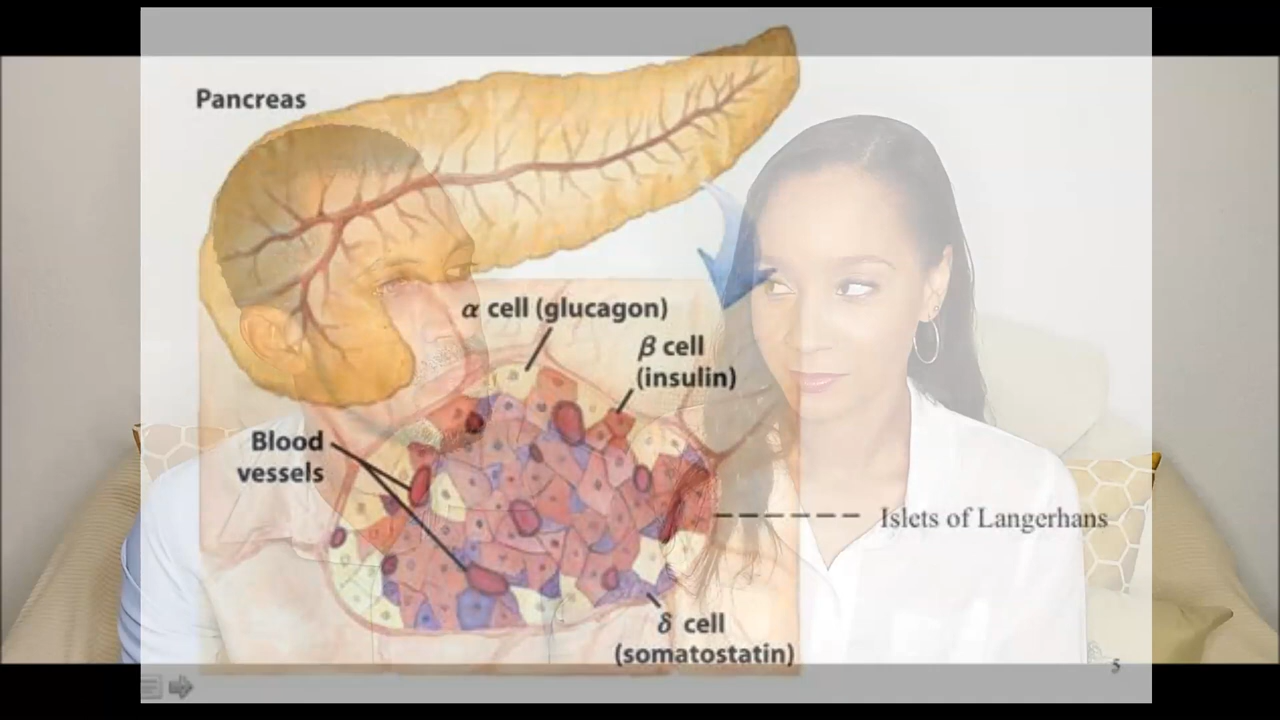 Pancreas
α cell (glucagon)
β cell
(insulin)
Blood
vessels
Islets of Langerhans
δ cell
(somatostatin)
5